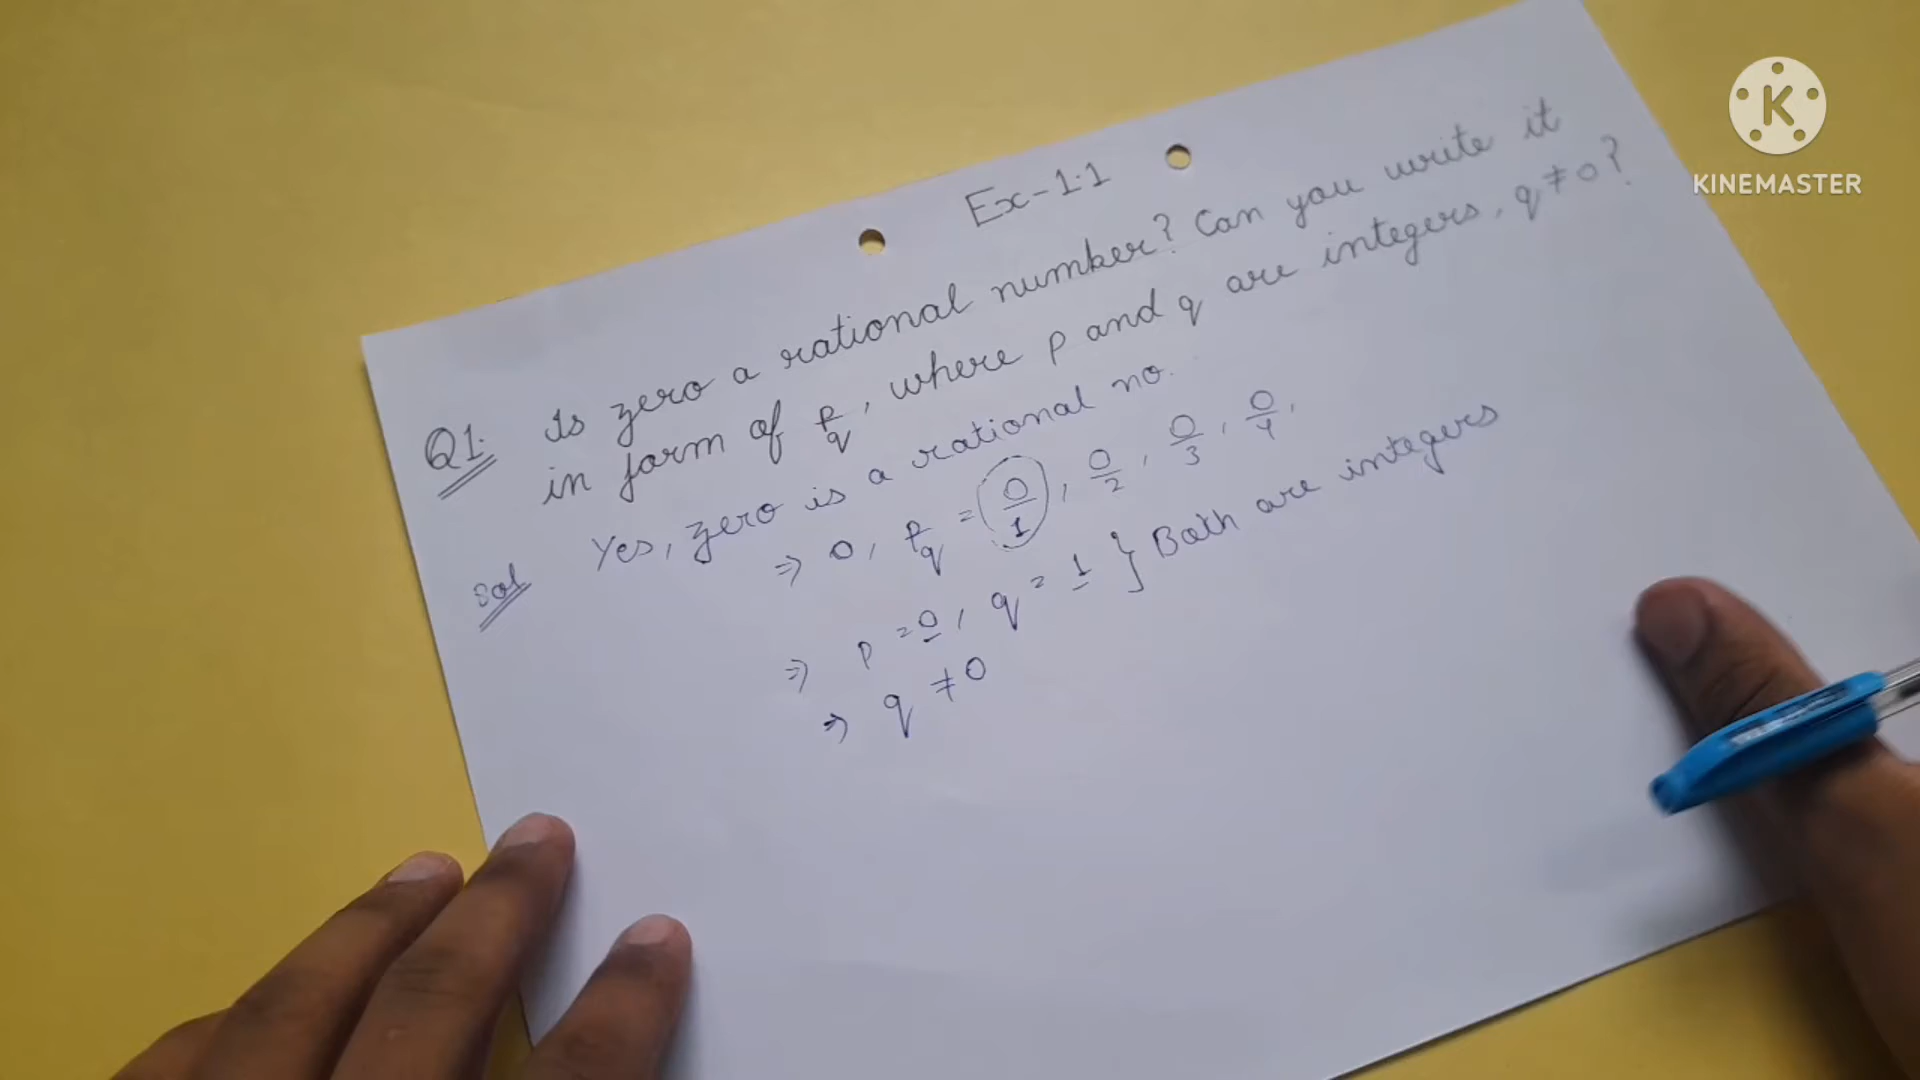 Ex-1.1
Q1. Is zero a rational number? Can you write it
in form of p/q, where p and q are integers, q ≠ 0?
Sol Yes, zero is a rational no.
⇒ 0, p/q = 0/1, 0/2, 0/3, 0/4,
⇒ p = 0, q = 1 } Both are integers
⇒ q ≠ 0
K
KINEMASTER